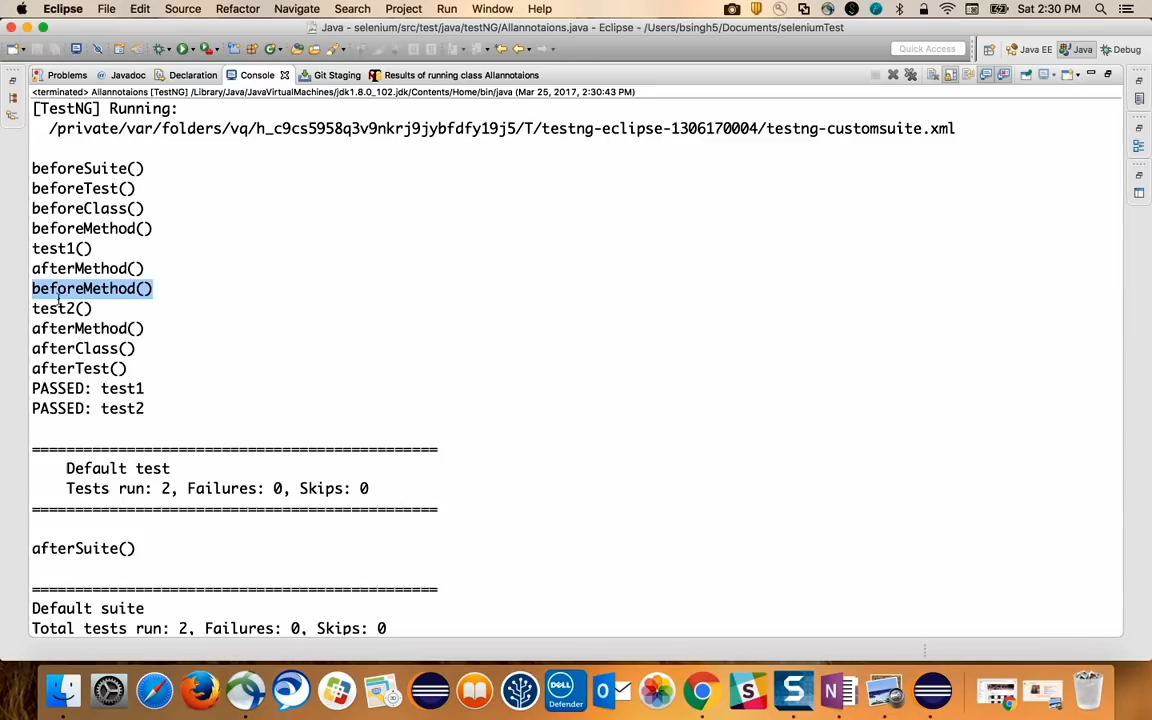 Eclipse File Edit Source Refactor Navigate Search Project Run Window Help Sat 2:30 PM
Java - selenium/src/test/java/testNG/Allannotaions.java - Eclipse - /Users/bsingh5/Documents/seleniumTest
Quick Access Java EE Java Debug
Problems Javadoc Declaration Console Git Staging Results of running class Allannotaions
<terminated> Allannotaions [TestNG] /Library/Java/JavaVirtualMachines/jdk1.8.0_102.jdk/Contents/Home/bin/java (Mar 25, 2017, 2:30:43 PM)
[TestNG] Running:
/private/var/folders/vq/h_c9cs5958q3v9nkrj9jybfdfy19j5/T/testng-eclipse-1306170004/testng-customsuite.xml
beforeSuite()
beforeTest()
beforeClass()
beforeMethod()
test1()
afterMethod()
beforeMethod()
test2()
afterMethod()
afterClass()
afterTest()
PASSED: test1
PASSED: test2
===============================================
Default test
Tests run: 2, Failures: 0, Skips: 0
===============================================
afterSuite()
===============================================
Default suite
Total tests run: 2, Failures: 0, Skips: 0
DELL
Defender